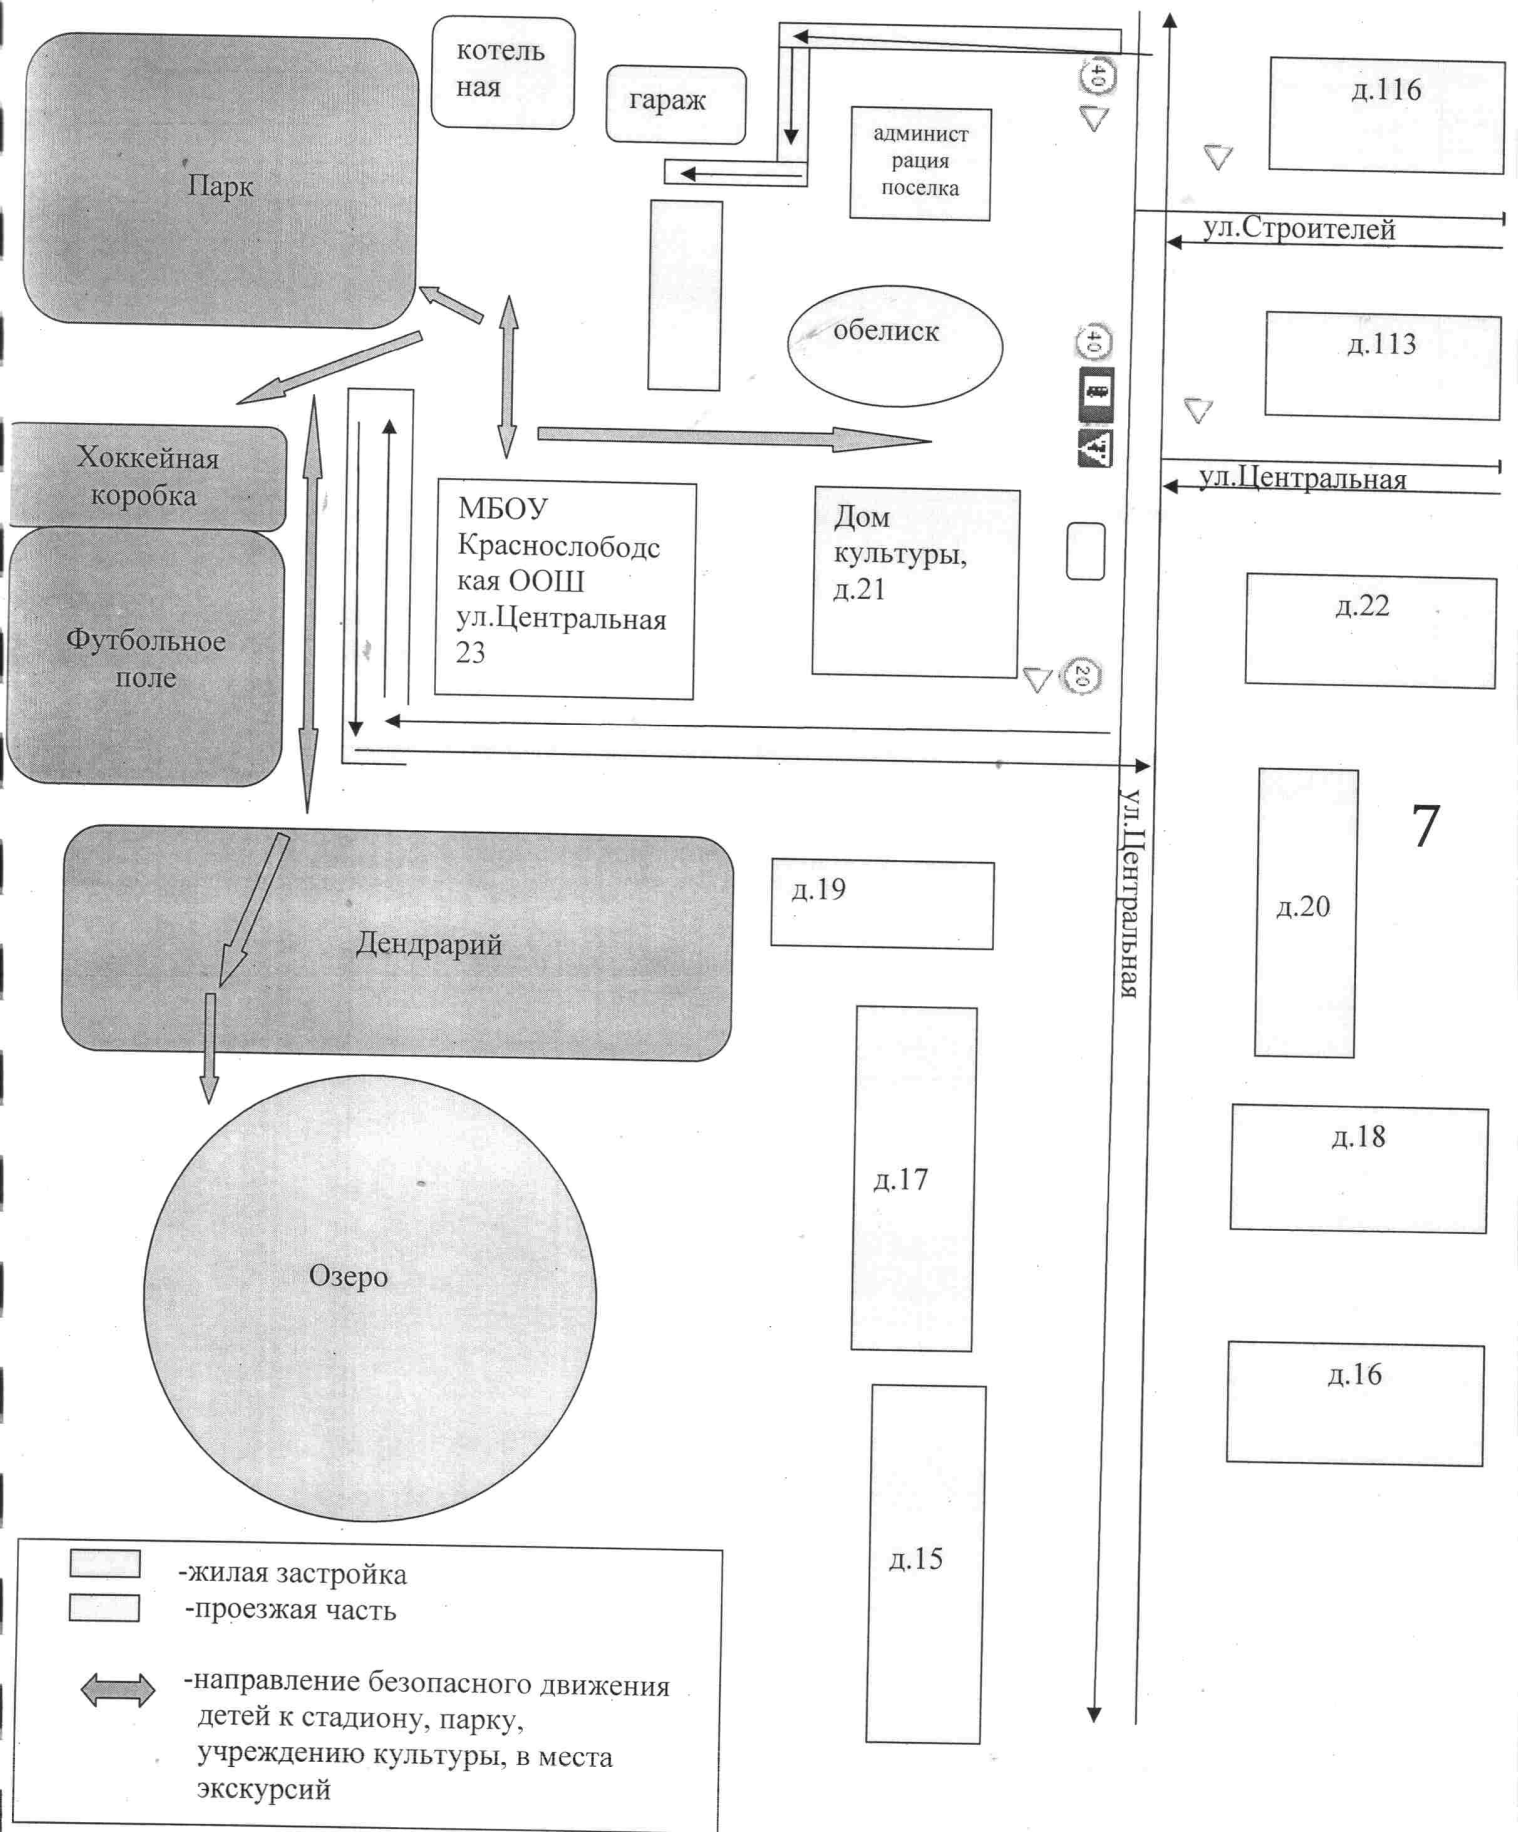 котель
ная
гараж
Парк
админист
рация
поселка
40
д.116
ул.Строителей
обелиск
40
д.113
ул.Центральная
Хоккейная
коробка
МБОУ
Краснослободс
кая ООШ
ул.Центральная
23
Дом
культуры,
д.21
20
д.22
Футбольное
поле
ул.Центральная
7
д.20
д.19
Дендрарий
д.17
д.18
Озеро
д.16
д.15
-жилая застройка
-проезжая часть
-направление безопасного движения
детей к стадиону, парку,
учреждению культуры, в места
экскурсий